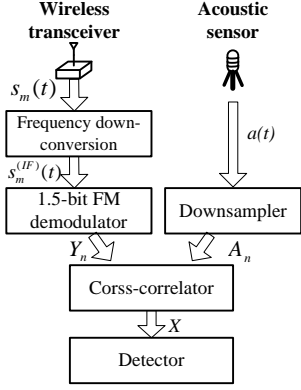 Wireless
transceiver
Acoustic
sensor
s_m(t)
Frequency down-
conversion
a(t)
s_m^{(IF)}(t)
1.5-bit FM
demodulator
Downsampler
Y_n
A_n
Corss-correlator
X
Detector